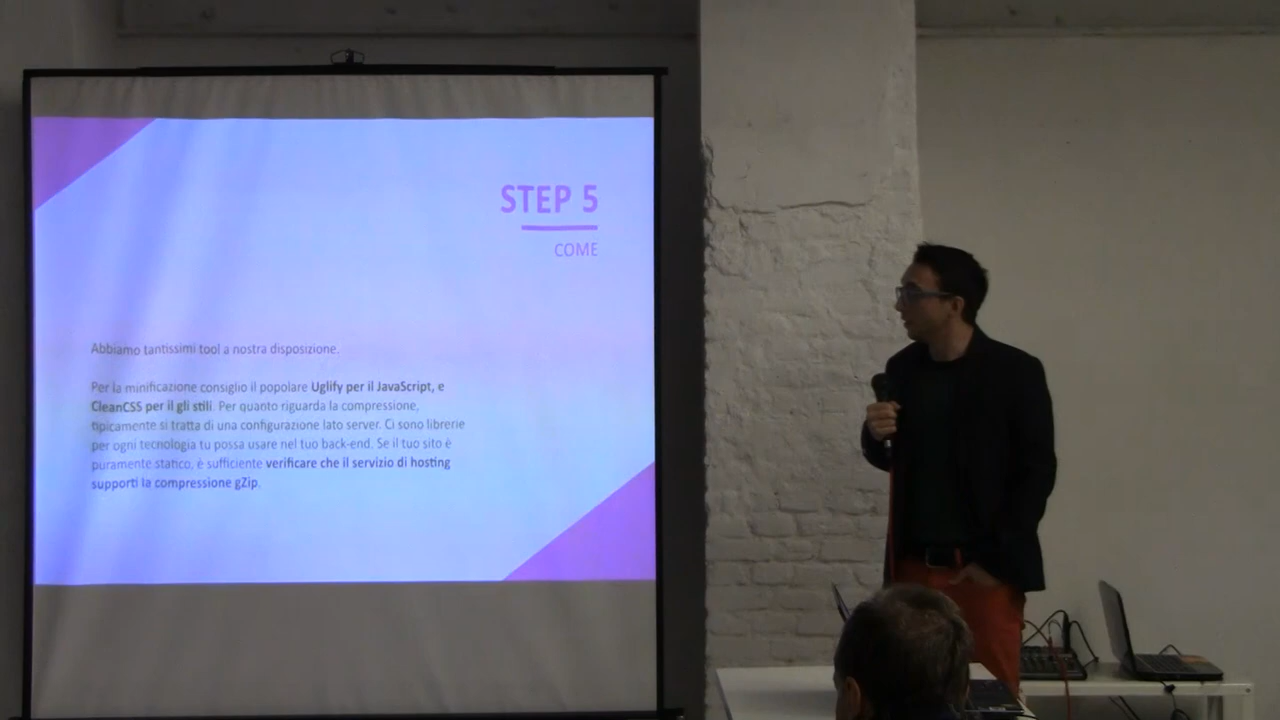 STEP 5
COME
Abbiamo tantissimi tool a nostra disposizione.
Per la minificazione consiglio il popolare Uglify per il JavaScript, e
CleanCSS per il gli stili. Per quanto riguarda la compressione,
tipicamente si tratta di una configurazione lato server. Ci sono librerie
per ogni tecnologia tu possa usare nel tuo back-end. Se il tuo sito è
puramente statico, è sufficiente verificare che il servizio di hosting
supporti la compressione gZip.